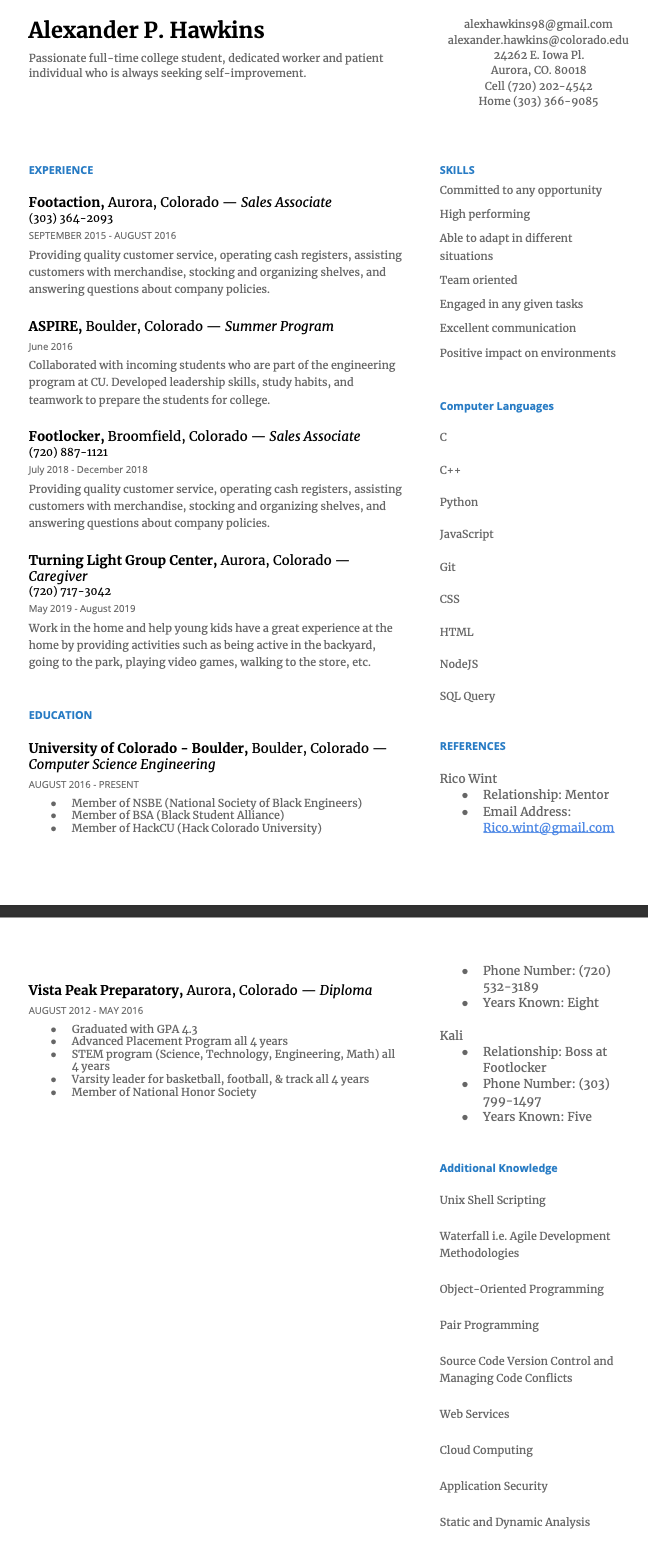 Alexander P. Hawkins
Passionate full-time college student, dedicated worker and patient
individual who is always seeking self-improvement.
alexhawkins98@gmail.com
alexander.hawkins@colorado.edu
24262 E. Iowa Pl.
Aurora, CO. 80018
Cell (720) 202-4542
Home (303) 366-9085
EXPERIENCE
Footaction, Aurora, Colorado — Sales Associate
(303) 364-2093
SEPTEMBER 2015 - AUGUST 2016
Providing quality customer service, operating cash registers, assisting
customers with merchandise, stocking and organizing shelves, and
answering questions about company policies.
ASPIRE, Boulder, Colorado — Summer Program
June 2016
Collaborated with incoming students who are part of the engineering
program at CU. Developed leadership skills, study habits, and
teamwork to prepare the students for college.
Footlocker, Broomfield, Colorado — Sales Associate
(720) 887-1121
July 2018 - December 2018
Providing quality customer service, operating cash registers, assisting
customers with merchandise, stocking and organizing shelves, and
answering questions about company policies.
Turning Light Group Center, Aurora, Colorado —
Caregiver
(720) 717-3042
May 2019 - August 2019
Work in the home and help young kids have a great experience at the
home by providing activities such as being active in the backyard,
going to the park, playing video games, walking to the store, etc.
EDUCATION
University of Colorado - Boulder, Boulder, Colorado —
Computer Science Engineering
AUGUST 2016 - PRESENT
● Member of NSBE (National Society of Black Engineers)
● Member of BSA (Black Student Alliance)
● Member of HackCU (Hack Colorado University)
SKILLS
Committed to any opportunity
High performing
Able to adapt in different
situations
Team oriented
Engaged in any given tasks
Excellent communication
Positive impact on environments
Computer Languages
C
C++
Python
JavaScript
Git
CSS
HTML
NodeJS
SQL Query
REFERENCES
Rico Wint
● Relationship: Mentor
● Email Address:
Rico.wint@gmail.com
Vista Peak Preparatory, Aurora, Colorado — Diploma
AUGUST 2012 - MAY 2016
● Graduated with GPA 4.3
● Advanced Placement Program all 4 years
● STEM program (Science, Technology, Engineering, Math) all
4 years
● Varsity leader for basketball, football, & track all 4 years
● Member of National Honor Society
● Phone Number: (720)
532-3189
● Years Known: Eight
Kali
● Relationship: Boss at
Footlocker
● Phone Number: (303)
799-1497
● Years Known: Five
Additional Knowledge
Unix Shell Scripting
Waterfall i.e. Agile Development
Methodologies
Object-Oriented Programming
Pair Programming
Source Code Version Control and
Managing Code Conflicts
Web Services
Cloud Computing
Application Security
Static and Dynamic Analysis